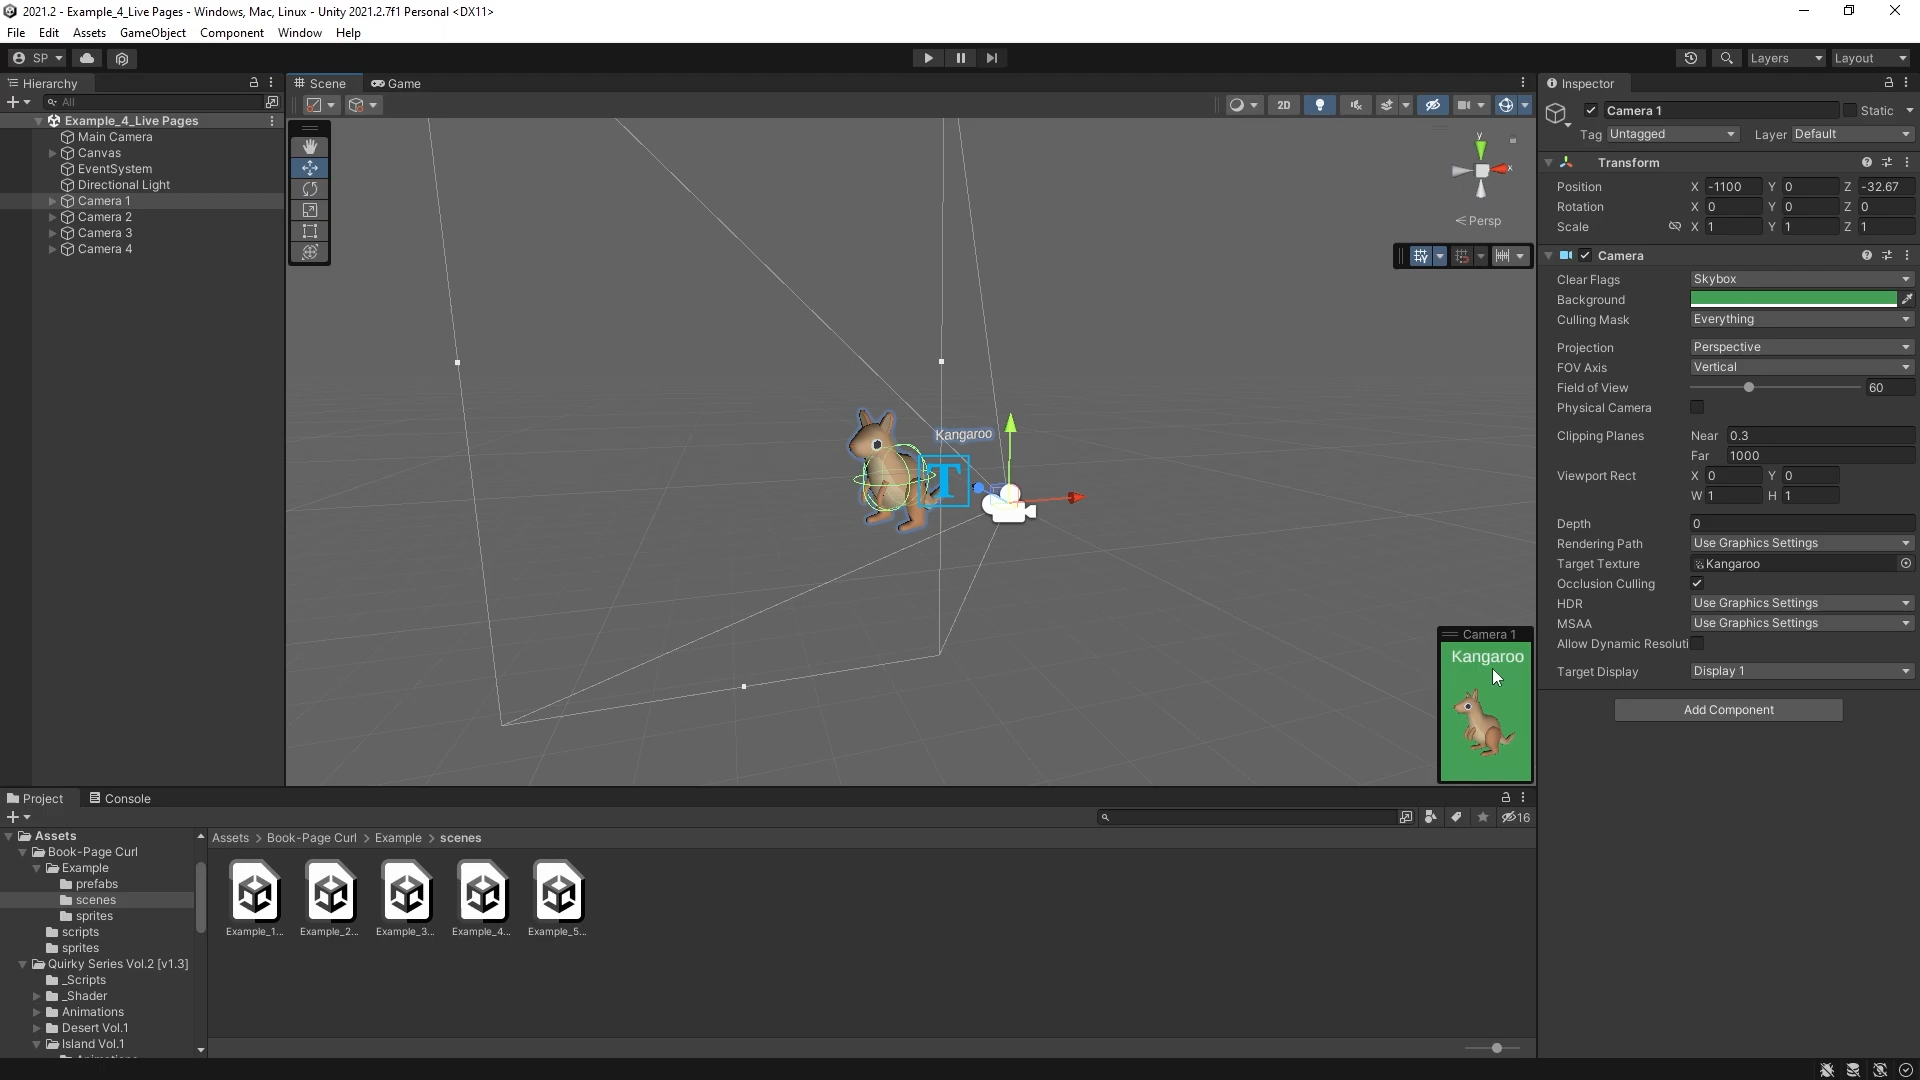 2021.2 - Example_4_Live Pages - Windows, Mac, Linux - Unity 2021.2.7f1 Personal <DX11>
File Edit Assets GameObject Component Window Help
SP
Layers
Layout
Hierarchy
All
Example_4_Live Pages
Main Camera
Canvas
EventSystem
Directional Light
Camera 1
Camera 2
Camera 3
Camera 4
Scene
Game
2D
y
x
Persp
Kangaroo
T
Camera 1
Kangaroo
Inspector
Camera 1
Static
Tag Untagged Layer Default
Transform
Position X -1100 Y 0 Z -32.67
Rotation X 0 Y 0 Z 0
Scale X 1 Y 1 Z 1
Camera
Clear Flags Skybox
Background
Culling Mask Everything
Projection Perspective
FOV Axis Vertical
Field of View 60
Physical Camera
Clipping Planes Near 0.3
Far 1000
Viewport Rect X 0 Y 0
W 1 H 1
Depth 0
Rendering Path Use Graphics Settings
Target Texture Kangaroo
Occlusion Culling
HDR Use Graphics Settings
MSAA Use Graphics Settings
Allow Dynamic Resoluti
Target Display Display 1
Add Component
Project
Console
16
Assets
Book-Page Curl
Example
prefabs
scenes
sprites
scripts
sprites
Quirky Series Vol.2 [v1.3]
_Scripts
_Shader
Animations
Desert Vol.1
Island Vol.1
Assets > Book-Page Curl > Example > scenes
Example_1... Example_2... Example_3... Example_4... Example_5...